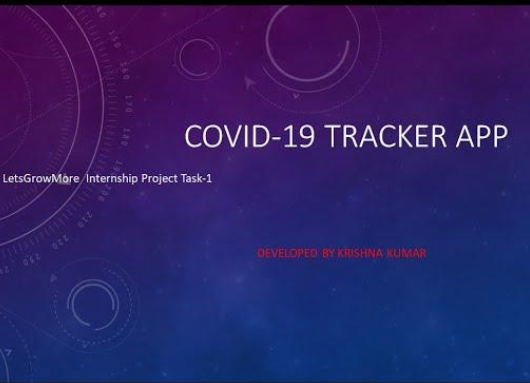 COVID-19 TRACKER APP
LetsGrowMore Internship Project Task-1
DEVELOPED BY KRISHNA KUMAR